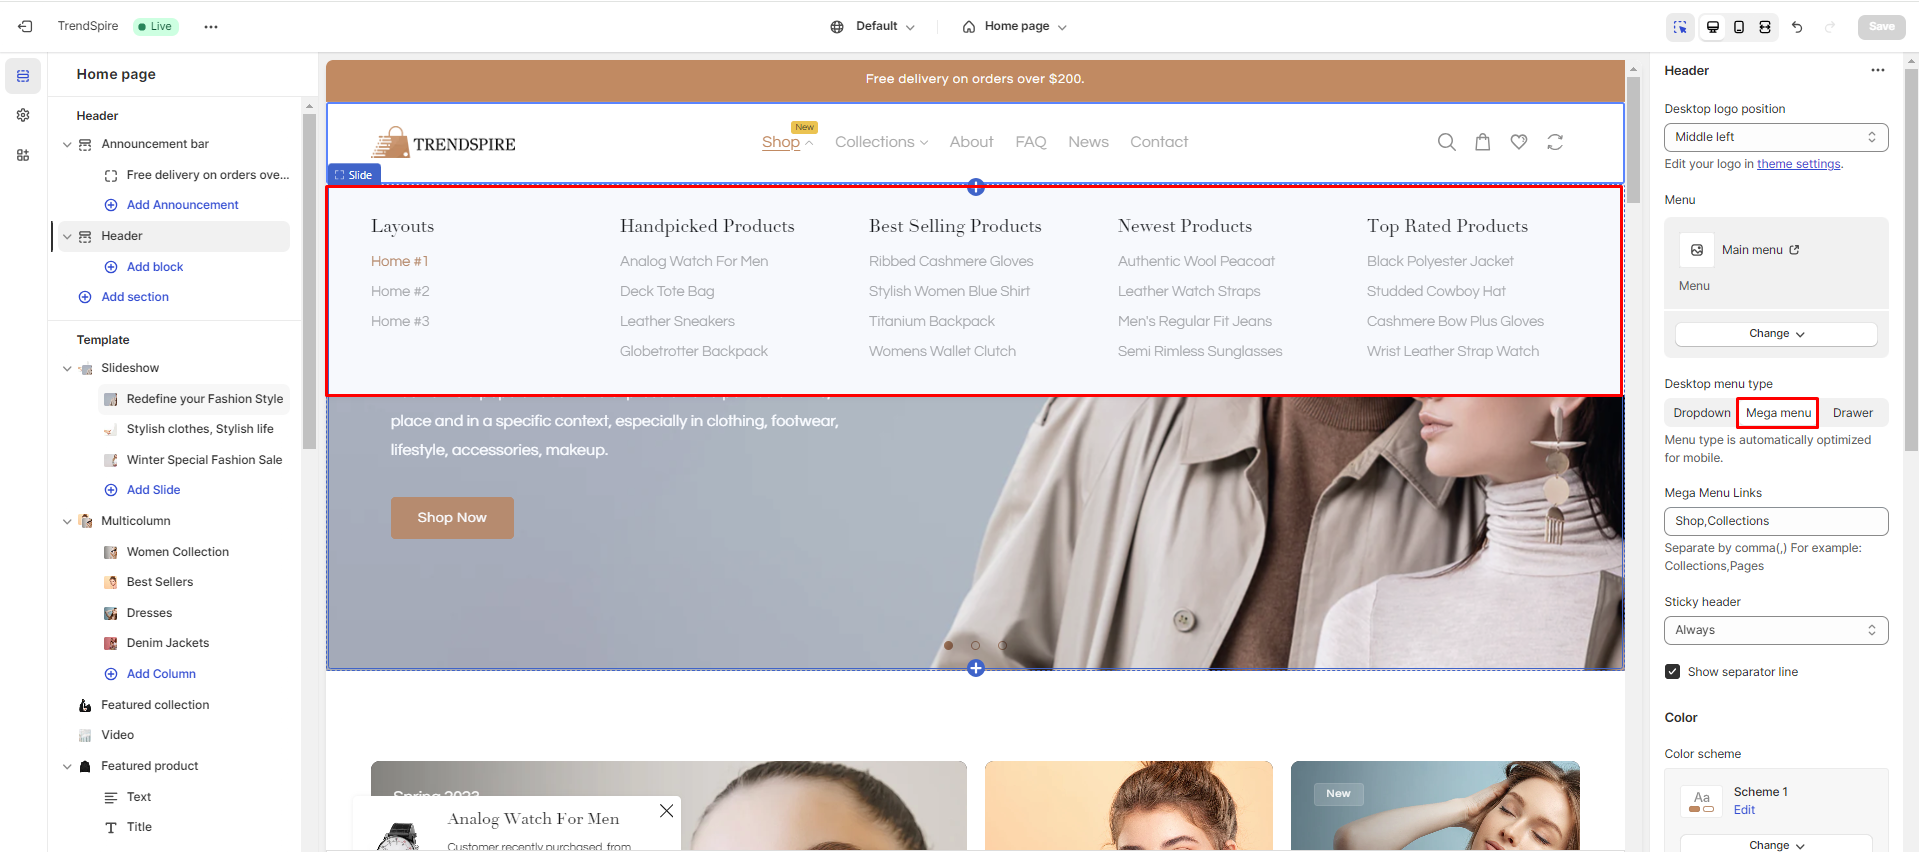 TrendSpire
Live
Default
Home page
Save
Home page
Header
Announcement bar
Free delivery on orders ove...
Add Announcement
Header
Add block
Add section
Template
Slideshow
Redefine your Fashion Style
Stylish clothes, Stylish life
Winter Special Fashion Sale
Add Slide
Multicolumn
Women Collection
Best Sellers
Dresses
Denim Jackets
Add Column
Featured collection
Video
Featured product
Text
Title
Free delivery on orders over $200.
TRENDSPIRE
New
Shop
Collections
About
FAQ
News
Contact
Slide
Layouts
Home #1
Home #2
Home #3
Handpicked Products
Analog Watch For Men
Deck Tote Bag
Leather Sneakers
Globetrotter Backpack
Best Selling Products
Ribbed Cashmere Gloves
Stylish Women Blue Shirt
Titanium Backpack
Womens Wallet Clutch
Newest Products
Authentic Wool Peacoat
Leather Watch Straps
Men's Regular Fit Jeans
Semi Rimless Sunglasses
Top Rated Products
Black Polyester Jacket
Studded Cowboy Hat
Cashmere Bow Plus Gloves
Wrist Leather Strap Watch
place and in a specific context, especially in clothing, footwear,
lifestyle, accessories, makeup.
Shop Now
Spring 2023
Analog Watch For Men
Customer recently purchased from
New
Header
Desktop logo position
Middle left
Edit your logo in theme settings.
Menu
Main menu
Menu
Change
Desktop menu type
Dropdown
Mega menu
Drawer
Menu type is automatically optimized
for mobile.
Mega Menu Links
Shop,Collections
Separate by comma(,) For example:
Collections,Pages
Sticky header
Always
Show separator line
Color
Color scheme
Aa
Scheme 1
Edit
Change